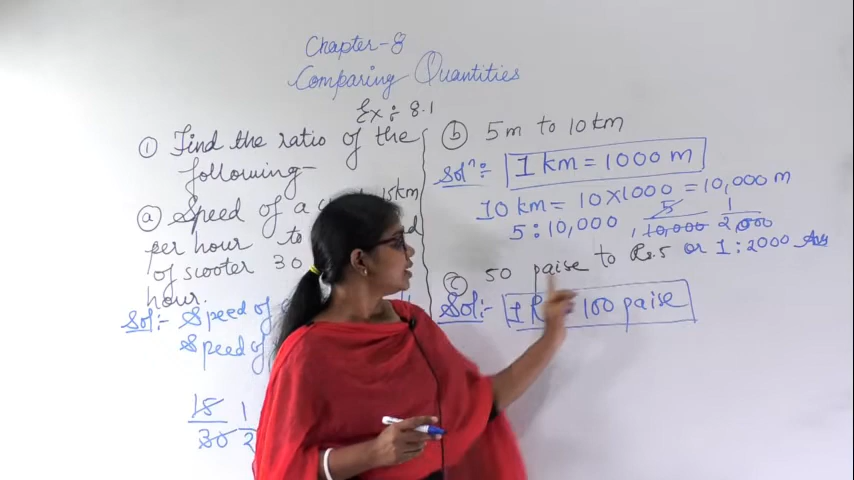 Chapter-8
Comparing Quantities
Ex: 8.1
① Find the ratio of the
following-
ⓐ Speed of a 15km
per hour to
of scooter 30
hour.
Sol:- Speed of
Speed of
15 1
30 2
ⓑ 5m to 10km
Solⁿ:- 1 km = 1000 m
10 km = 10×1000 = 10,000 m
5:10,000 , 5 1
10,000 2000
or 1:2000 Ans
ⓒ 50 paise to Rs.5
Sol:- 1 R 100 paise